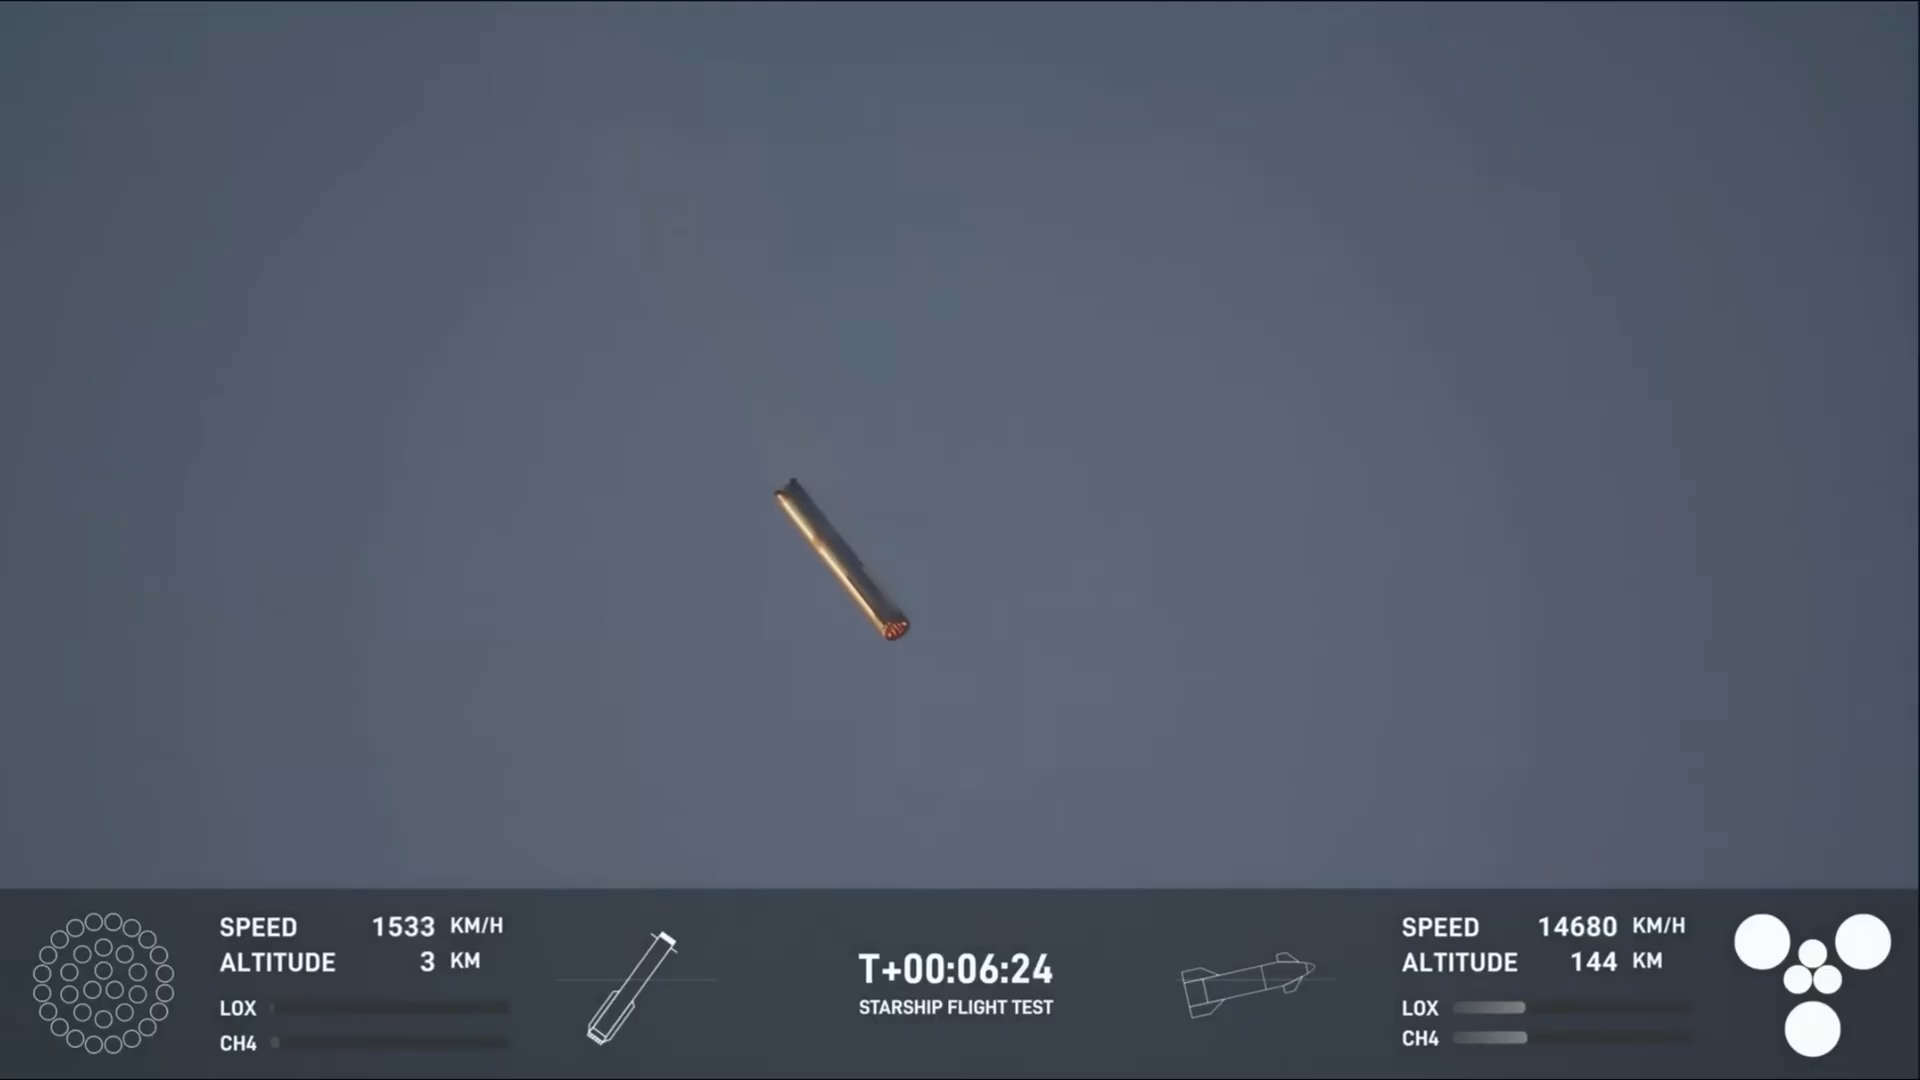 SPEED 1533 KM/H
ALTITUDE 3 KM
LOX
CH4
T+00:06:24
STARSHIP FLIGHT TEST
SPEED 14680 KM/H
ALTITUDE 144 KM
LOX
CH4